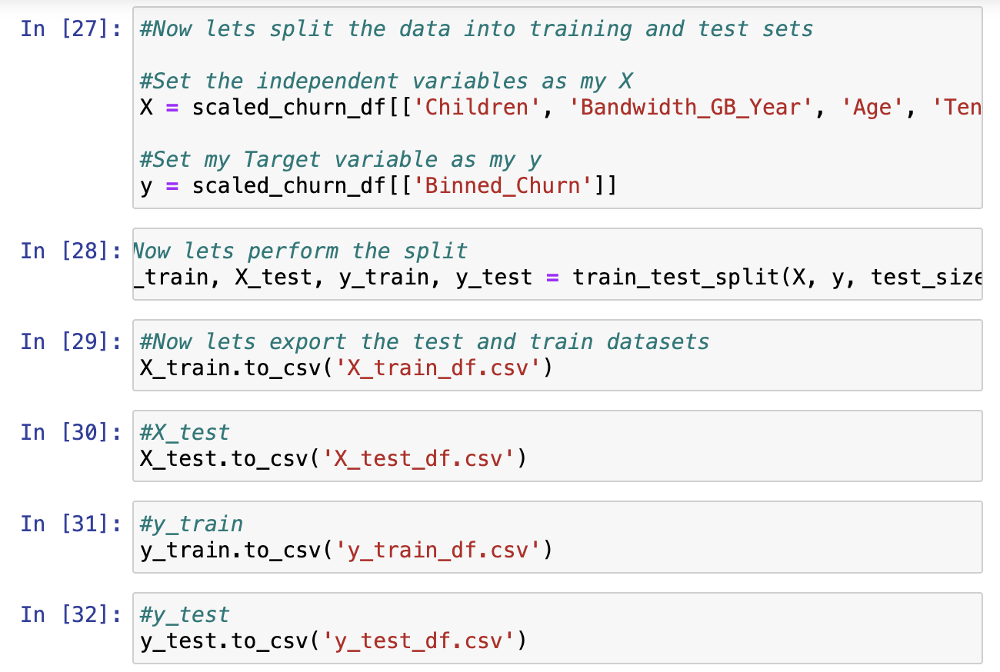 In [27]: #Now lets split the data into training and test sets
#Set the independent variables as my X
X = scaled_churn_df[['Children', 'Bandwidth_GB_Year', 'Age', 'Ten
#Set my Target variable as my y
y = scaled_churn_df[['Binned_Churn']]
In [28]: Now lets perform the split
_train, X_test, y_train, y_test = train_test_split(X, y, test_size
In [29]: #Now lets export the test and train datasets
X_train.to_csv('X_train_df.csv')
In [30]: #X_test
X_test.to_csv('X_test_df.csv')
In [31]: #y_train
y_train.to_csv('y_train_df.csv')
In [32]: #y_test
y_test.to_csv('y_test_df.csv')